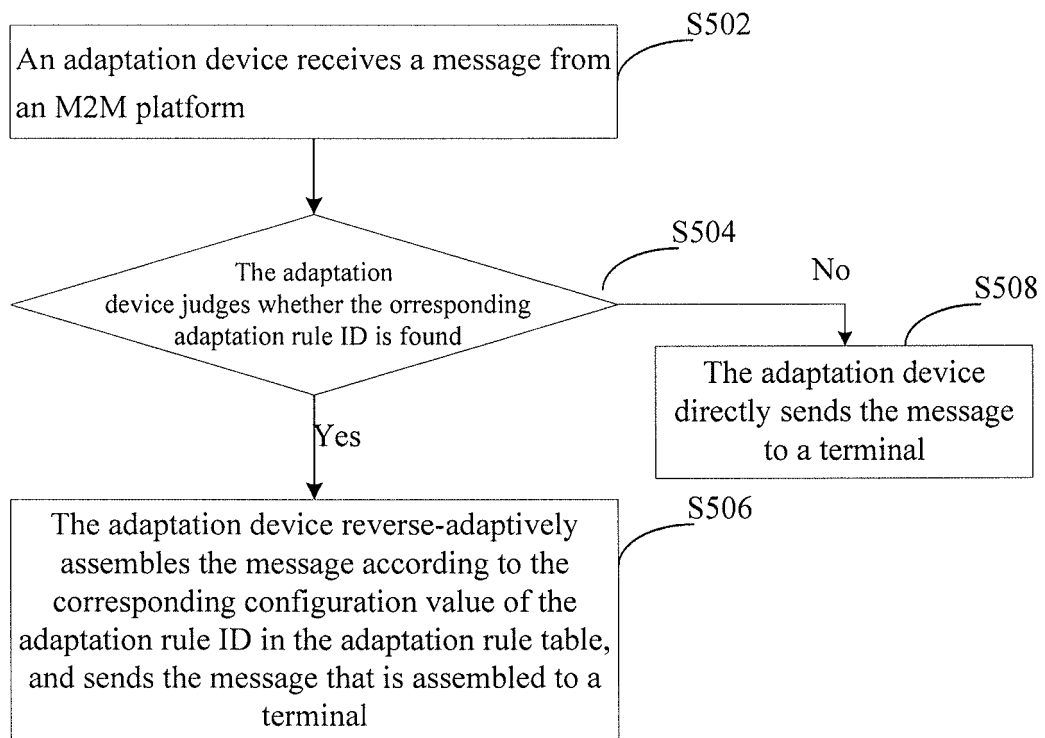 S502
An adaptation device receives a message from
an M2M platform
S504
The adaptation
device judges whether the orresponding
adaptation rule ID is found
No
S508
The adaptation device
directly sends the message
to a terminal
Yes
S506
The adaptation device reverse-adaptively
assembles the message according to the
corresponding configuration value of the
adaptation rule ID in the adaptation rule table,
and sends the message that is assembled to a
terminal